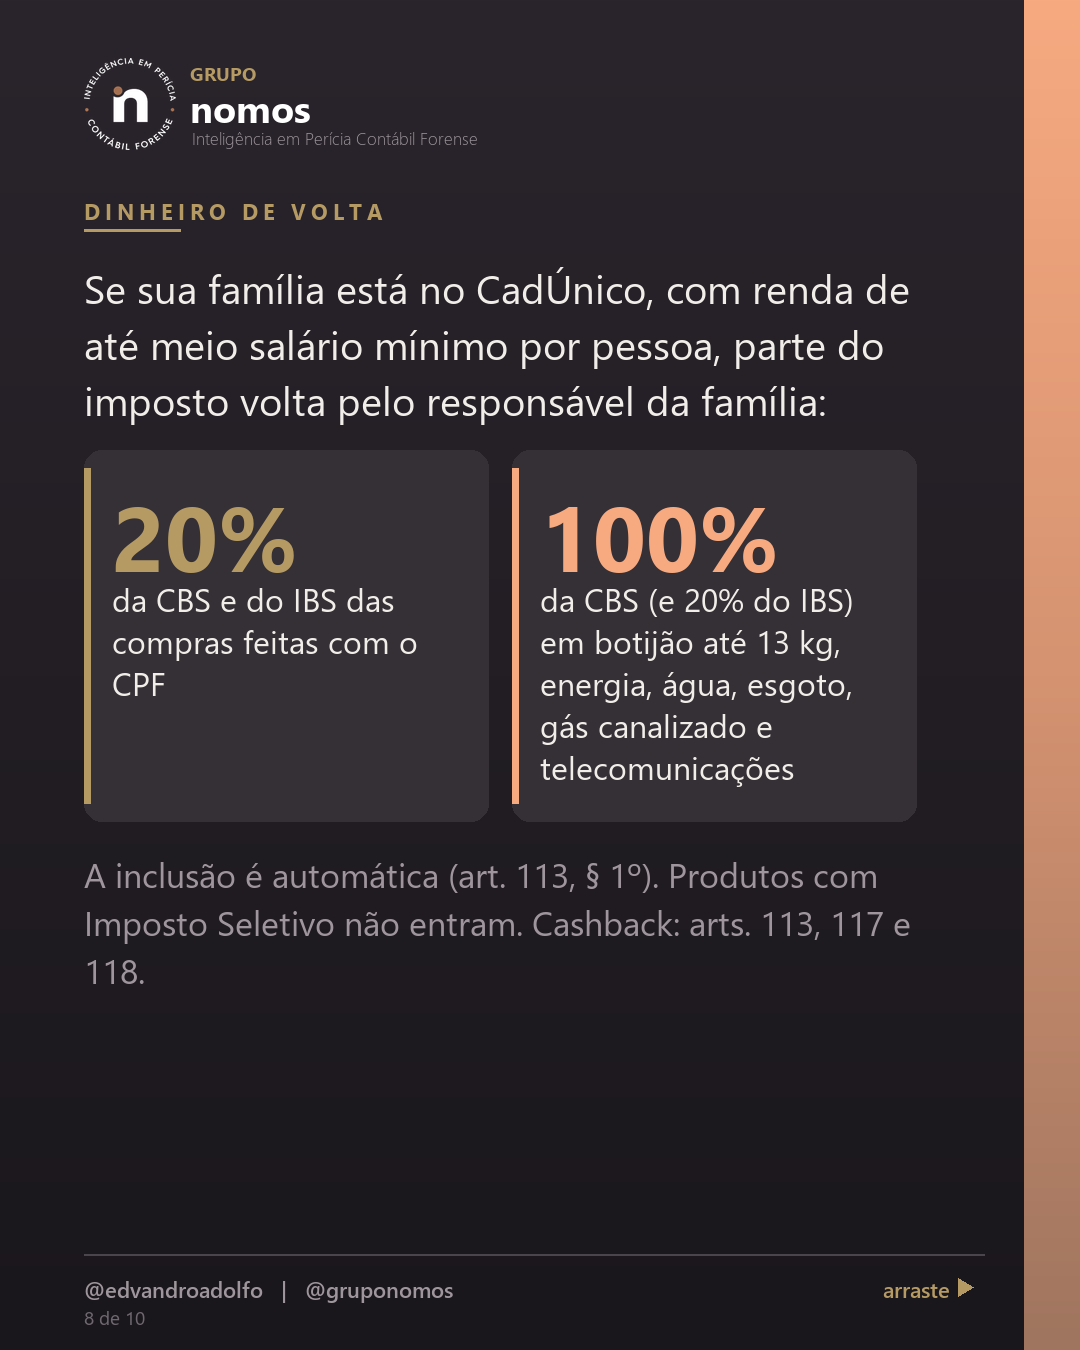 INTELIGÊNCIA EM PERÍCIA
CONTÁBIL FORENSE
n
GRUPO
nomos
Inteligência em Perícia Contábil Forense
DINHEIRO DE VOLTA
Se sua família está no CadÚnico, com renda de
até meio salário mínimo por pessoa, parte do
imposto volta pelo responsável da família:
20%
da CBS e do IBS das
compras feitas com o
CPF
100%
da CBS (e 20% do IBS)
em botijão até 13 kg,
energia, água, esgoto,
gás canalizado e
telecomunicações
A inclusão é automática (art. 113, § 1º). Produtos com
Imposto Seletivo não entram. Cashback: arts. 113, 117 e
118.
@edvandroadolfo | @gruponomos
arraste
8 de 10